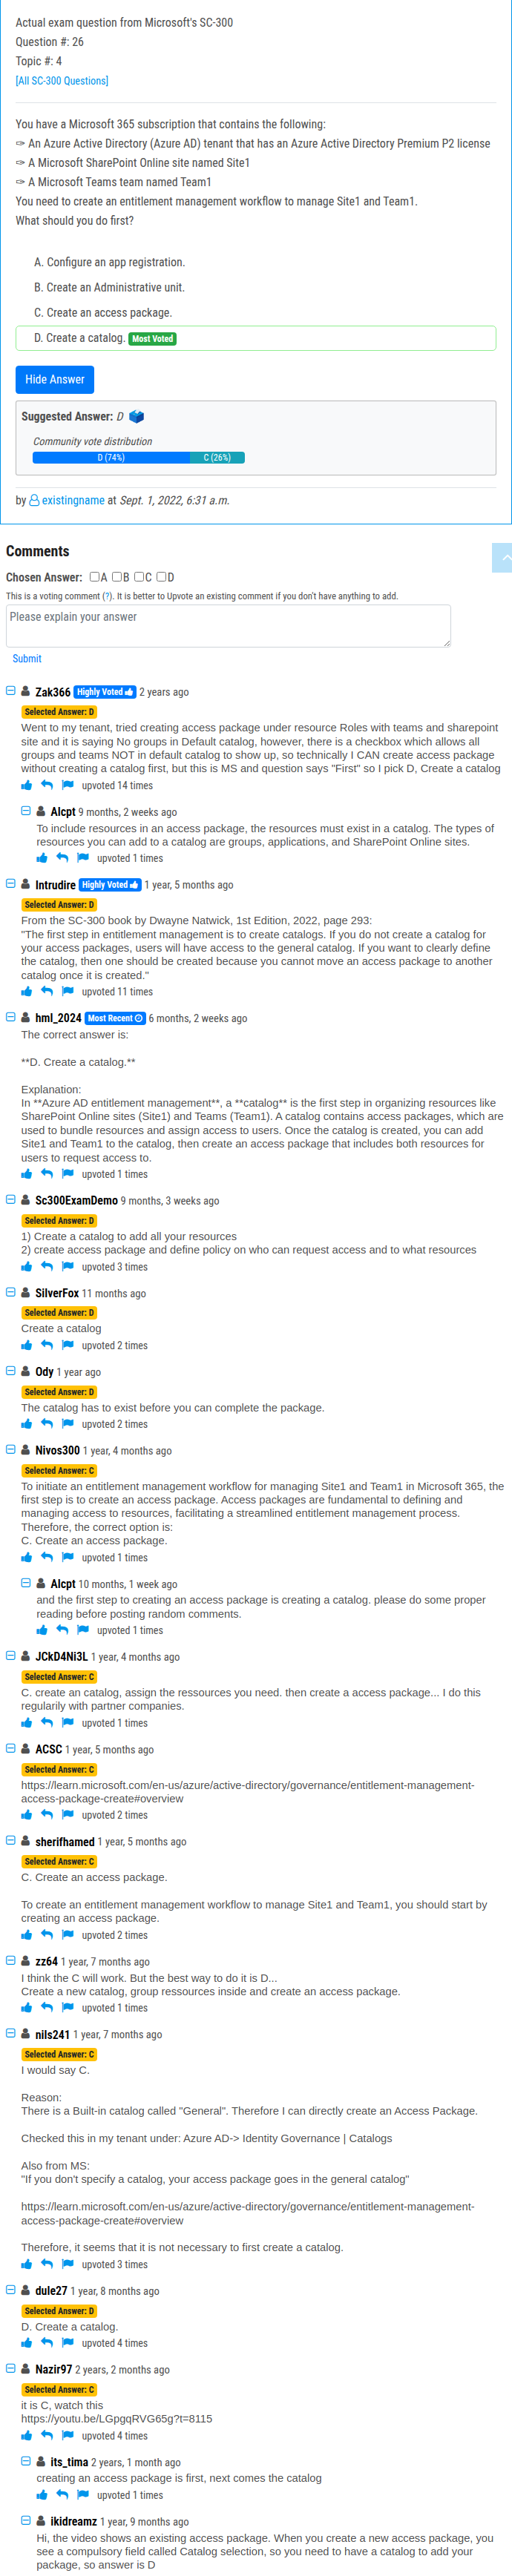 Actual exam question from Microsoft's SC-300
Question #: 26
Topic #: 4
[All SC-300 Questions]
You have a Microsoft 365 subscription that contains the following:
✑ An Azure Active Directory (Azure AD) tenant that has an Azure Active Directory Premium P2 license
✑ A Microsoft SharePoint Online site named Site1
✑ A Microsoft Teams team named Team1
You need to create an entitlement management workflow to manage Site1 and Team1.
What should you do first?
A. Configure an app registration.
B. Create an Administrative unit.
C. Create an access package.
D. Create a catalog. Most Voted
Hide Answer
Suggested Answer: D
Community vote distribution
D (74%) C (26%)
by existingname at Sept. 1, 2022, 6:31 a.m.
Comments
Chosen Answer: A B C D
This is a voting comment (?). It is better to Upvote an existing comment if you don't have anything to add.
Please explain your answer
Submit
Zak366 Highly Voted 2 years ago
Selected Answer: D
Went to my tenant, tried creating access package under resource Roles with teams and sharepoint
site and it is saying No groups in Default catalog, however, there is a checkbox which allows all
groups and teams NOT in default catalog to show up, so technically I CAN create access package
without creating a catalog first, but this is MS and question says "First" so I pick D, Create a catalog
upvoted 14 times
Alcpt 9 months, 2 weeks ago
To include resources in an access package, the resources must exist in a catalog. The types of
resources you can add to a catalog are groups, applications, and SharePoint Online sites.
upvoted 1 times
Intrudire Highly Voted 1 year, 5 months ago
Selected Answer: D
From the SC-300 book by Dwayne Natwick, 1st Edition, 2022, page 293:
"The first step in entitlement management is to create catalogs. If you do not create a catalog for
your access packages, users will have access to the general catalog. If you want to clearly define
the catalog, then one should be created because you cannot move an access package to another
catalog once it is created."
upvoted 11 times
hml_2024 Most Recent 6 months, 2 weeks ago
The correct answer is:
**D. Create a catalog.**
Explanation:
In **Azure AD entitlement management**, a **catalog** is the first step in organizing resources like
SharePoint Online sites (Site1) and Teams (Team1). A catalog contains access packages, which are
used to bundle resources and assign access to users. Once the catalog is created, you can add
Site1 and Team1 to the catalog, then create an access package that includes both resources for
users to request access to.
upvoted 1 times
Sc300ExamDemo 9 months, 3 weeks ago
Selected Answer: D
1) Create a catalog to add all your resources
2) create access package and define policy on who can request access and to what resources
upvoted 3 times
SilverFox 11 months ago
Selected Answer: D
Create a catalog
upvoted 2 times
Ody 1 year ago
Selected Answer: D
The catalog has to exist before you can complete the package.
upvoted 2 times
Nivos300 1 year, 4 months ago
Selected Answer: C
To initiate an entitlement management workflow for managing Site1 and Team1 in Microsoft 365, the
first step is to create an access package. Access packages are fundamental to defining and
managing access to resources, facilitating a streamlined entitlement management process.
Therefore, the correct option is:
C. Create an access package.
upvoted 1 times
Alcpt 10 months, 1 week ago
and the first step to creating an access package is creating a catalog. please do some proper
reading before posting random comments.
upvoted 1 times
JCkD4Ni3L 1 year, 4 months ago
Selected Answer: C
C. create an catalog, assign the ressources you need. then create a access package... I do this
regularily with partner companies.
upvoted 1 times
ACSC 1 year, 5 months ago
Selected Answer: C
https://learn.microsoft.com/en-us/azure/active-directory/governance/entitlement-management-
access-package-create#overview
upvoted 2 times
sherifhamed 1 year, 5 months ago
Selected Answer: C
C. Create an access package.
To create an entitlement management workflow to manage Site1 and Team1, you should start by
creating an access package.
upvoted 2 times
zz64 1 year, 7 months ago
I think the C will work. But the best way to do it is D...
Create a new catalog, group ressources inside and create an access package.
upvoted 1 times
nils241 1 year, 7 months ago
Selected Answer: C
I would say C.
Reason:
There is a Built-in catalog called "General". Therefore I can directly create an Access Package.
Checked this in my tenant under: Azure AD-> Identity Governance | Catalogs
Also from MS:
"If you don't specify a catalog, your access package goes in the general catalog"
https://learn.microsoft.com/en-us/azure/active-directory/governance/entitlement-management-
access-package-create#overview
Therefore, it seems that it is not necessary to first create a catalog.
upvoted 3 times
dule27 1 year, 8 months ago
Selected Answer: D
D. Create a catalog.
upvoted 4 times
Nazir97 2 years, 2 months ago
Selected Answer: C
it is C, watch this
https://youtu.be/LGpgqRVG65g?t=8115
upvoted 4 times
its_tima 2 years, 1 month ago
creating an access package is first, next comes the catalog
upvoted 1 times
ikidreamz 1 year, 9 months ago
Hi, the video shows an existing access package. When you create a new access package, you
see a compulsory field called Catalog selection, so you need to have a catalog to add your
package, so answer is D